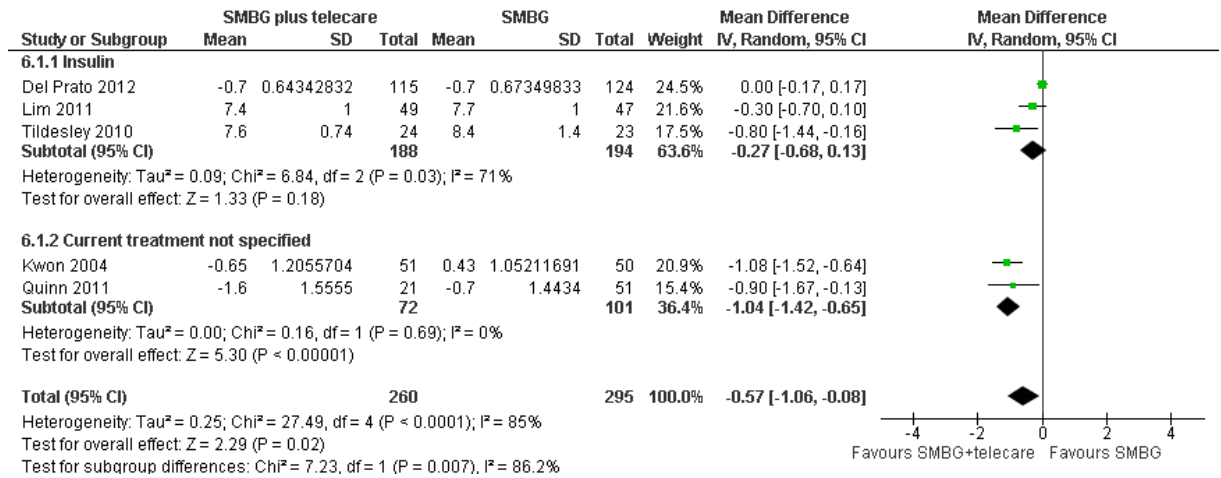 SMBG plus telecare SMBG Mean Difference Mean Difference
Study or Subgroup Mean SD Total Mean SD Total Weight IV, Random, 95% CI IV, Random, 95% CI
6.1.1 Insulin
Del Prato 2012 -0.7 0.64342832 115 -0.7 0.67349833 124 24.5% 0.00 [-0.17, 0.17]
Lim 2011 7.4 1 49 7.7 1 47 21.6% -0.30 [-0.70, 0.10]
Tildesley 2010 7.6 0.74 24 8.4 1.4 23 17.5% -0.80 [-1.44, -0.16]
Subtotal (95% CI) 188 194 63.6% -0.27 [-0.68, 0.13]
Heterogeneity: Tau² = 0.09; Chi² = 6.84, df = 2 (P = 0.03); I² = 71%
Test for overall effect: Z = 1.33 (P = 0.18)
6.1.2 Current treatment not specified
Kwon 2004 -0.65 1.2055704 51 0.43 1.05211691 50 20.9% -1.08 [-1.52, -0.64]
Quinn 2011 -1.6 1.5555 21 -0.7 1.4434 51 15.4% -0.90 [-1.67, -0.13]
Subtotal (95% CI) 72 101 36.4% -1.04 [-1.42, -0.65]
Heterogeneity: Tau² = 0.00; Chi² = 0.16, df = 1 (P = 0.69); I² = 0%
Test for overall effect: Z = 5.30 (P < 0.00001)
Total (95% CI) 260 295 100.0% -0.57 [-1.06, -0.08]
Heterogeneity: Tau² = 0.25; Chi² = 27.49, df = 4 (P < 0.0001); I² = 85%
Test for overall effect: Z = 2.29 (P = 0.02)
Test for subgroup differences: Chi² = 7.23, df = 1 (P = 0.007), I² = 86.2%
-4 -2 0 2 4
Favours SMBG+telecare Favours SMBG